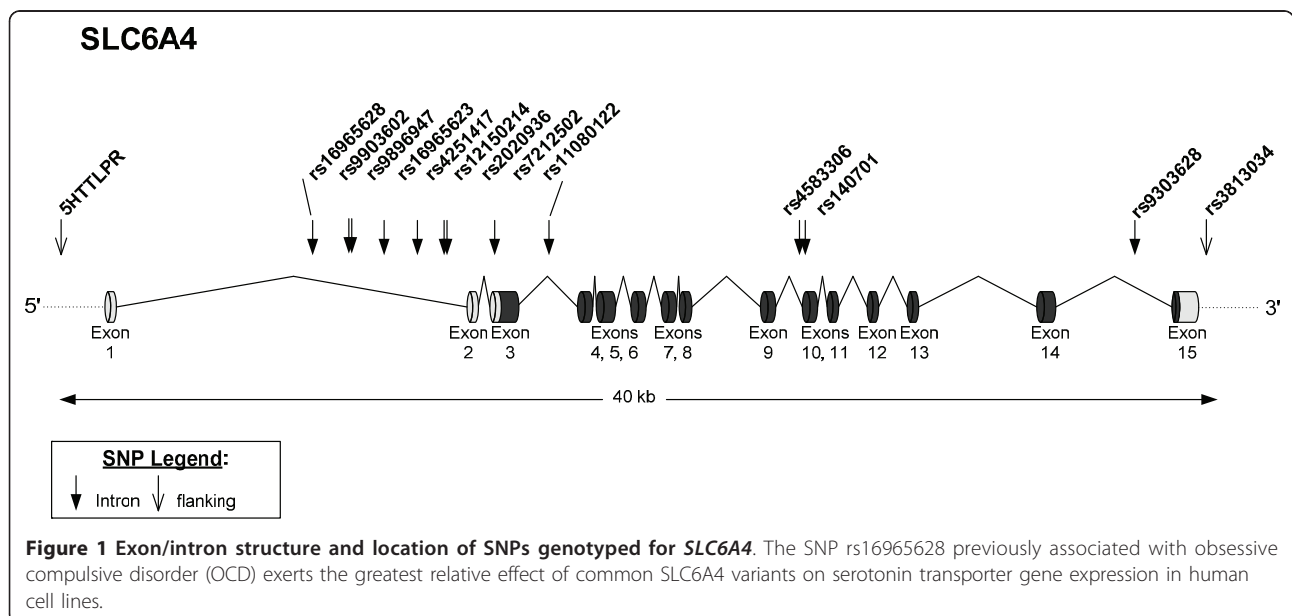 SLC6A4
5HTTLPR
rs16965628
rs9903602
rs9896947
rs16965623
rs4251417
rs12150214
rs2020936
rs7212502
rs11080122
rs4583306
rs140701
rs9303628
rs3813034
5'
3'
Exon
1
Exon
2
Exon
3
Exons
4, 5, 6
Exons
7, 8
Exon
9
Exons
10, 11
Exon
12
Exon
13
Exon
14
Exon
15
40 kb
SNP Legend:
Intron flanking
Figure 1 Exon/intron structure and location of SNPs genotyped for SLC6A4. The SNP rs16965628 previously associated with obsessive
compulsive disorder (OCD) exerts the greatest relative effect of common SLC6A4 variants on serotonin transporter gene expression in human
cell lines.